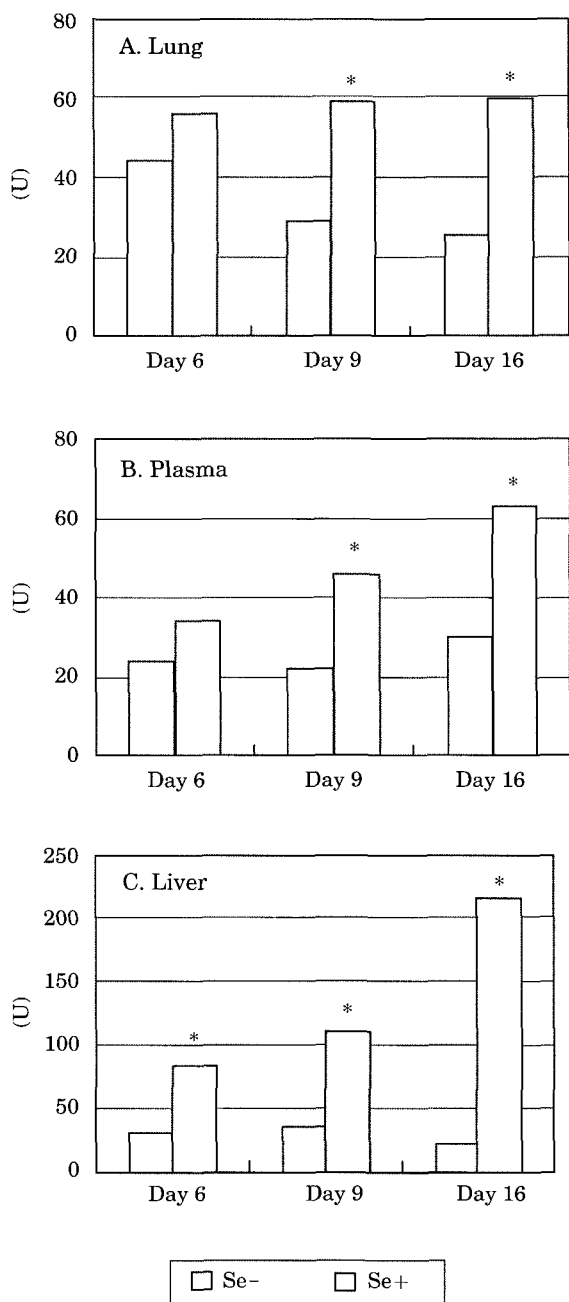 80
A. Lung
*
*
60
(U)
40
20
0
Day 6
Day 9
Day 16
80
B. Plasma
*
60
*
(U)
40
20
0
Day 6
Day 9
Day 16
250
C. Liver
*
200
(U)
150
*
*
100
50
0
Day 6
Day 9
Day 16
Se− Se+